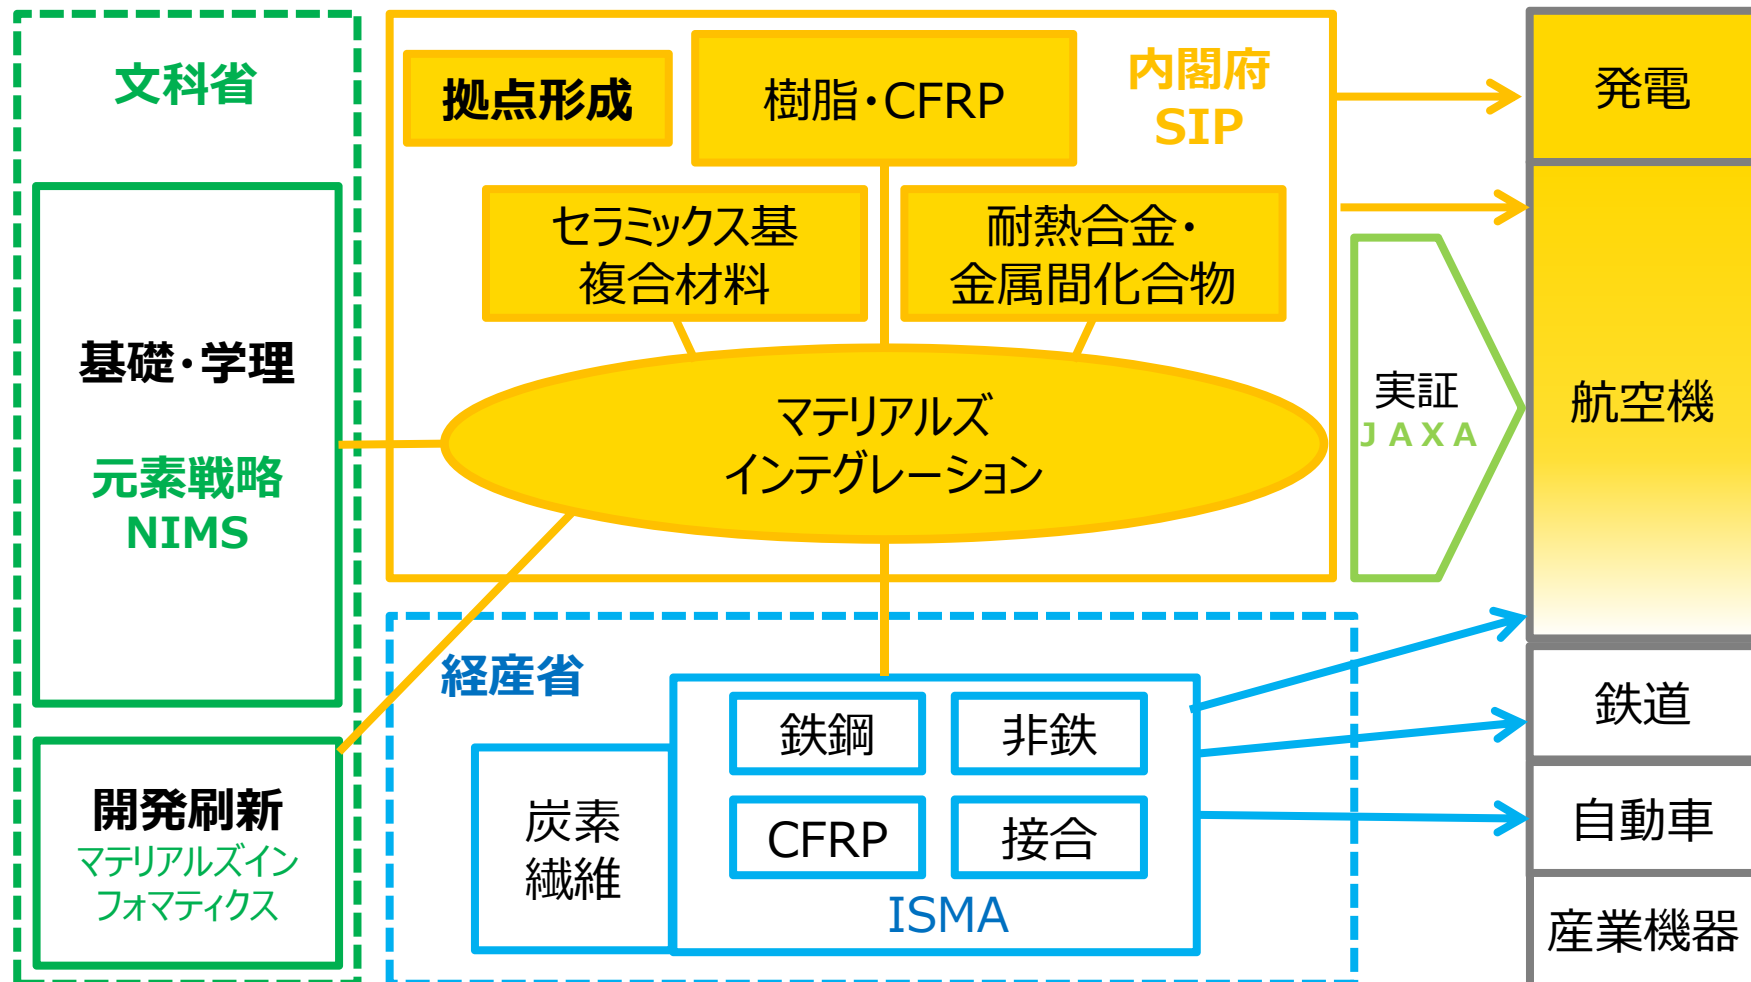 文科省
基礎・学理
元素戦略
NIMS
開発刷新
マテリアルズイン
フォマティクス
内閣府
SIP
拠点形成
樹脂・CFRP
セラミックス基
複合材料
耐熱合金・
金属間化合物
マテリアルズ
インテグレーション
経産省
炭素
繊維
鉄鋼
非鉄
CFRP
接合
ISMA
実証
ＪＡＸＡ
発電
航空機
鉄道
自動車
産業機器